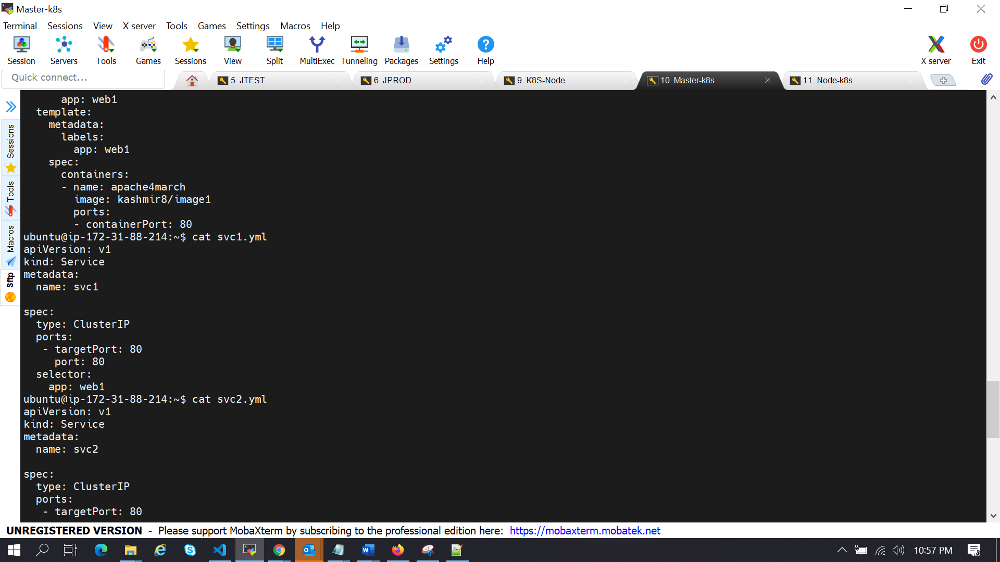 Master-k8s
Terminal Sessions View X server Tools Games Settings Macros Help
Session Servers Tools Games Sessions View Split MultiExec Tunneling Packages Settings Help X server Exit
Quick connect...
5. JTEST
6. JPROD
9. K8S-Node
10. Master-k8s
11. Node-k8s
Sessions
Tools
Macros
Sftp
      app: web1
  template:
    metadata:
      labels:
        app: web1
    spec:
      containers:
      - name: apache4march
        image: kashmir8/image1
        ports:
        - containerPort: 80
ubuntu@ip-172-31-88-214:~$ cat svc1.yml
apiVersion: v1
kind: Service
metadata:
  name: svc1

spec:
  type: ClusterIP
  ports:
   - targetPort: 80
     port: 80
  selector:
    app: web1
ubuntu@ip-172-31-88-214:~$ cat svc2.yml
apiVersion: v1
kind: Service
metadata:
  name: svc2

spec:
  type: ClusterIP
  ports:
   - targetPort: 80
UNREGISTERED VERSION - Please support MobaXterm by subscribing to the professional edition here: https://mobaxterm.mobatek.net
10:57 PM